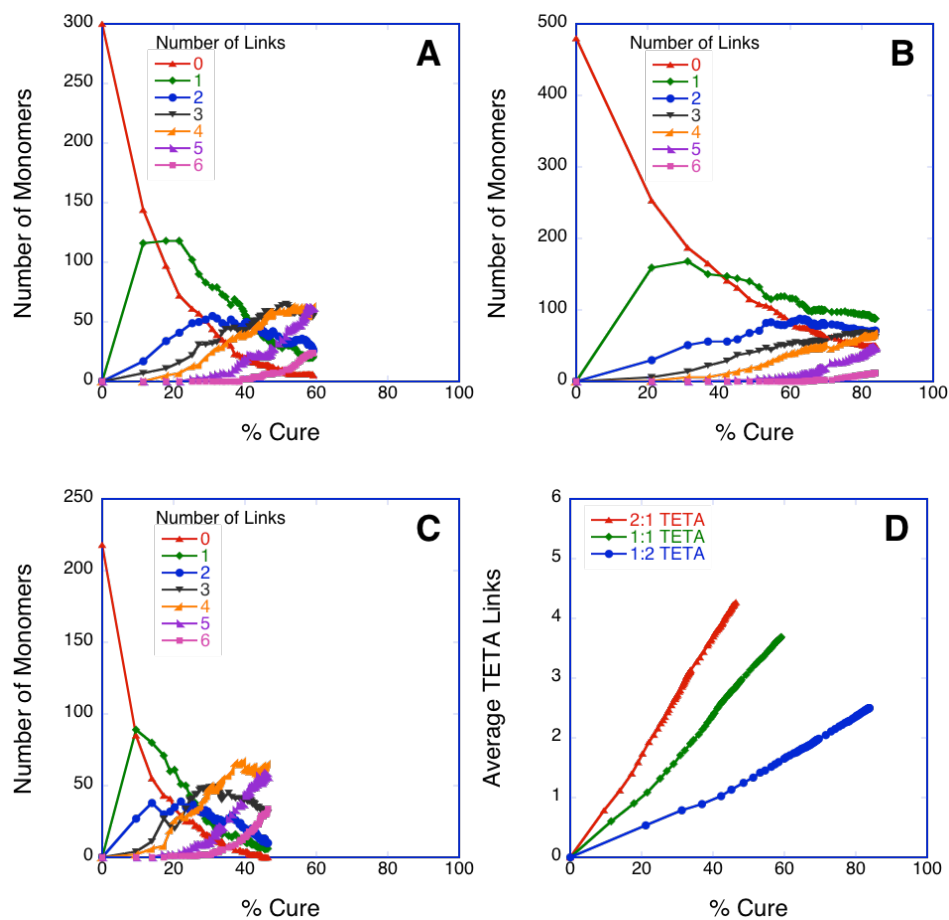 A
Number of Links
0
1
2
3
4
5
6
Number of Monomers
300
250
200
150
100
50
0
0 20 40 60 80 100
% Cure
B
Number of Links
0
1
2
3
4
5
6
Number of Monomers
500
400
300
200
100
0
0 20 40 60 80 100
% Cure
C
Number of Links
0
1
2
3
4
5
6
Number of Monomers
250
200
150
100
50
0
0 20 40 60 80 100
% Cure
D
2:1 TETA
1:1 TETA
1:2 TETA
Average TETA Links
6
5
4
3
2
1
0
0 20 40 60 80 100
% Cure